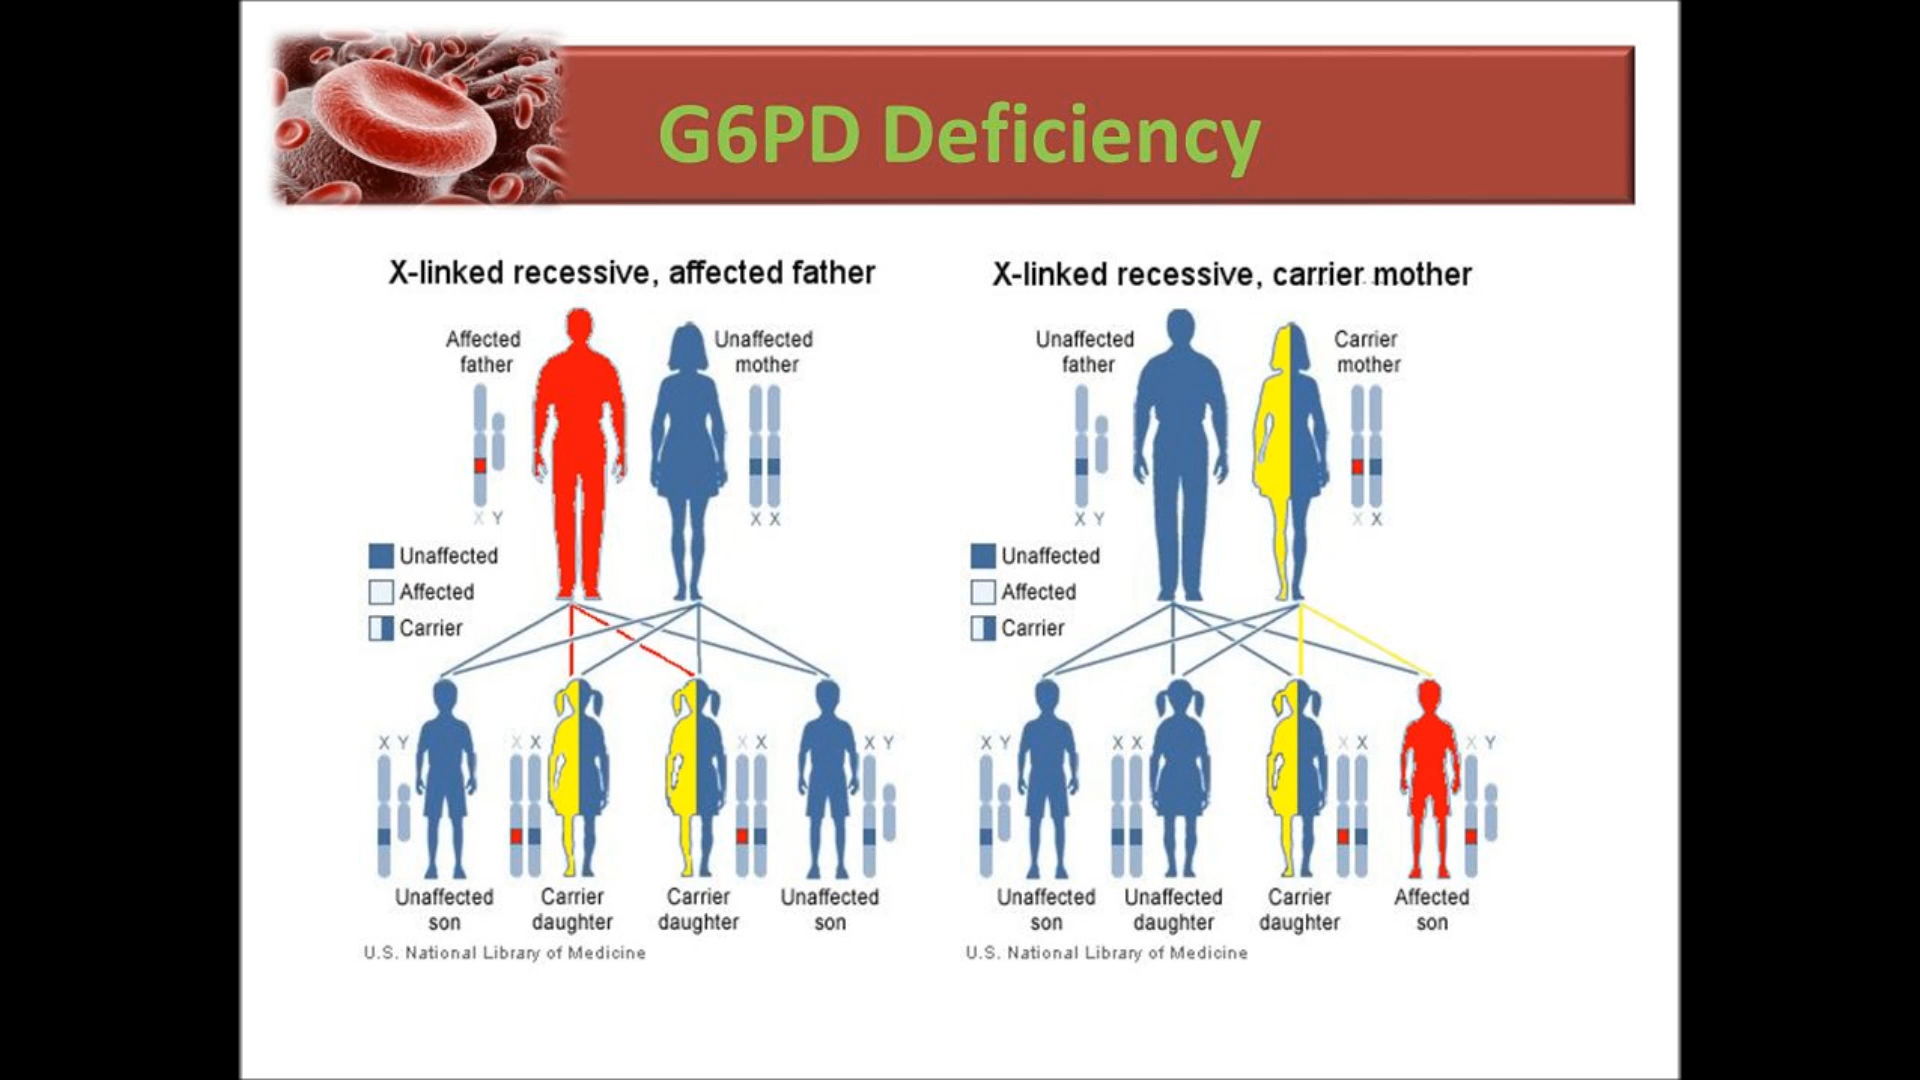 G6PD Deficiency
X-linked recessive, affected father
Affected
father
Unaffected
mother
X Y
X X
Unaffected
Affected
Carrier
X Y
X X
X X
X Y
Unaffected
son
Carrier
daughter
Carrier
daughter
Unaffected
son
U.S. National Library of Medicine
X-linked recessive, carrier mother
Unaffected
father
Carrier
mother
X Y
X X
Unaffected
Affected
Carrier
X Y
X X
X X
X Y
Unaffected
son
Unaffected
daughter
Carrier
daughter
Affected
son
U.S. National Library of Medicine